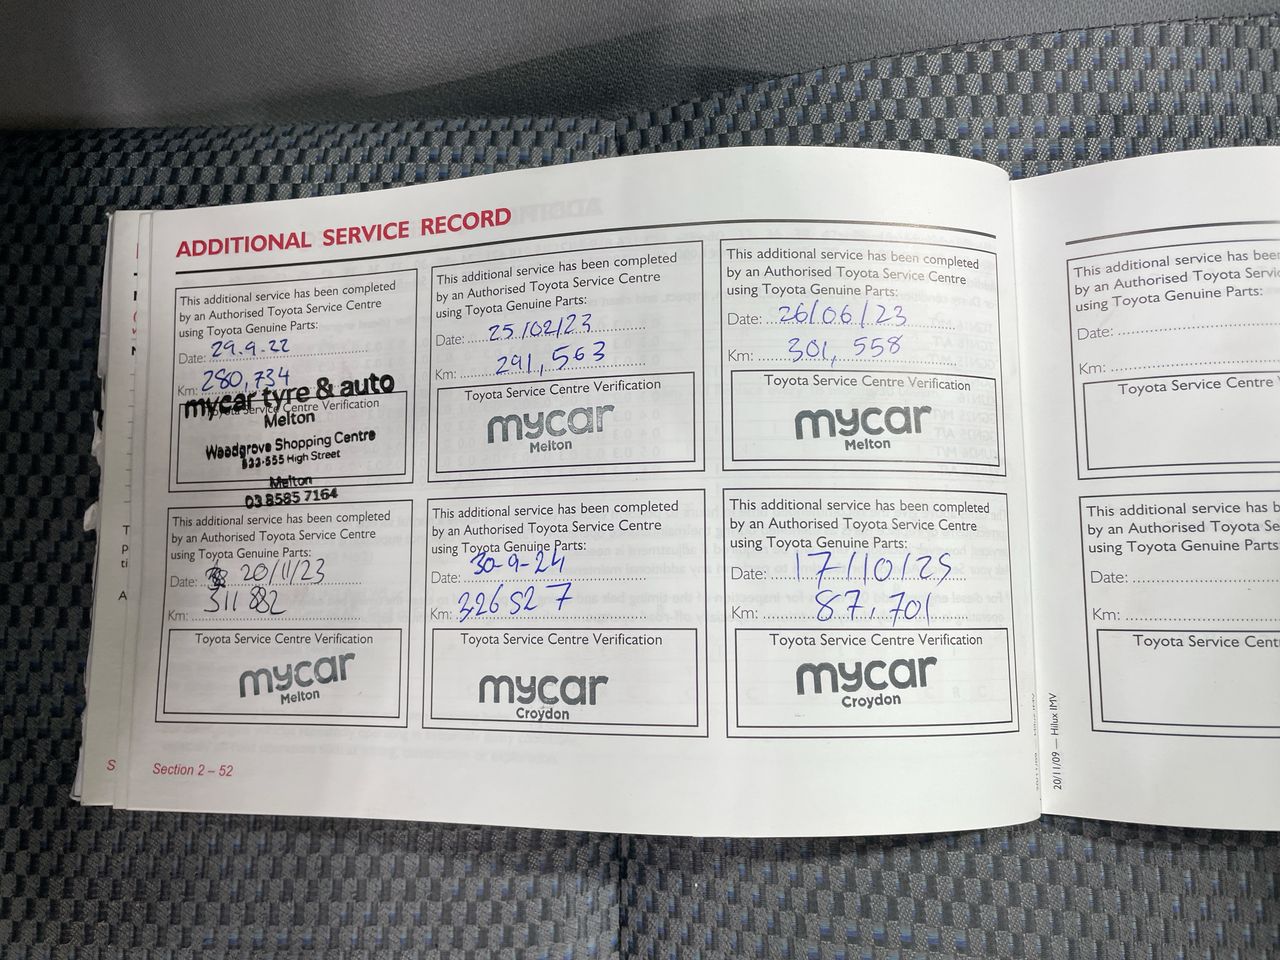 ADDITIONAL SERVICE RECORD
This additional service has been completed
by an Authorised Toyota Service Centre
using Toyota Genuine Parts:
Date: 29.9.22
Km: 280,734
Toyota Service Centre Verification
mycar tyre & auto
Melton
Woodgrove Shopping Centre
533-555 High Street
Melton
03 8585 7164
This additional service has been completed
by an Authorised Toyota Service Centre
using Toyota Genuine Parts:
Date: 25/02/23
Km: 291,563
Toyota Service Centre Verification
mycar
Melton
This additional service has been completed
by an Authorised Toyota Service Centre
using Toyota Genuine Parts:
Date: 26/06/23
Km: 301, 558
Toyota Service Centre Verification
mycar
Melton
This additional service has been completed
by an Authorised Toyota Service Centre
using Toyota Genuine Parts:
Date: 20/11/23
Km: 311 882
Toyota Service Centre Verification
mycar
Melton
This additional service has been completed
by an Authorised Toyota Service Centre
using Toyota Genuine Parts:
Date: 30-9-24
Km: 326527
Toyota Service Centre Verification
mycar
Croydon
This additional service has been completed
by an Authorised Toyota Service Centre
using Toyota Genuine Parts:
Date: 17/10/25
Km: 87,701
Toyota Service Centre Verification
mycar
Croydon
Section 2 – 52
20/11/09 — Hilux IMV
This additional service has been
by an Authorised Toyota
using Toyota Genuine Parts:
Date:
Km:
Toyota Service Centre
This additional service has
by an Authorised Toyota
using Toyota Genuine Parts
Date:
Km:
Toyota Service Cent